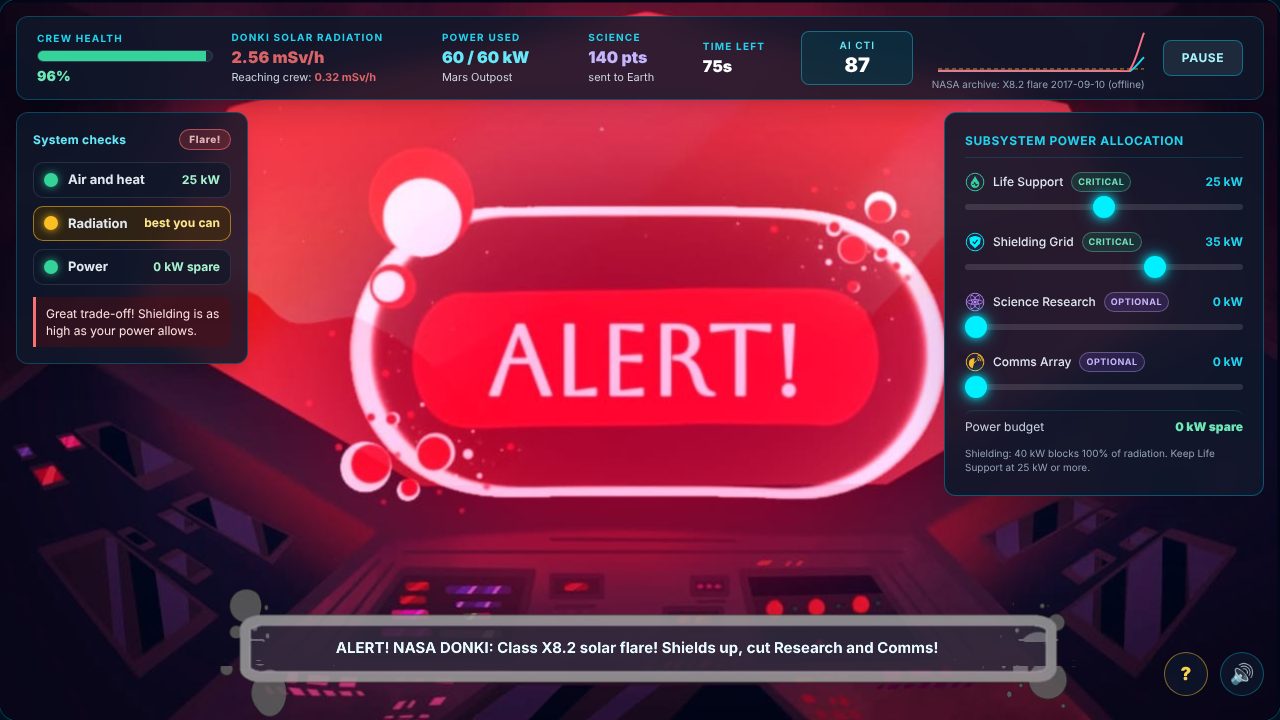 CREW HEALTH
96%
DONKI SOLAR RADIATION
2.56 mSv/h
Reaching crew: 0.32 mSv/h
POWER USED
60 / 60 kW
Mars Outpost
SCIENCE
140 pts
sent to Earth
TIME LEFT
75s
AI CTI
87
NASA archive: X8.2 flare 2017-09-10 (offline)
PAUSE
System checks
Flare!
Air and heat 25 kW
Radiation best you can
Power 0 kW spare
Great trade-off! Shielding is as
high as your power allows.
ALERT!
SUBSYSTEM POWER ALLOCATION
Life Support CRITICAL 25 kW
Shielding Grid CRITICAL 35 kW
Science Research OPTIONAL 0 kW
Comms Array OPTIONAL 0 kW
Power budget 0 kW spare
Shielding: 40 kW blocks 100% of radiation. Keep Life
Support at 25 kW or more.
ALERT! NASA DONKI: Class X8.2 solar flare! Shields up, cut Research and Comms!
?